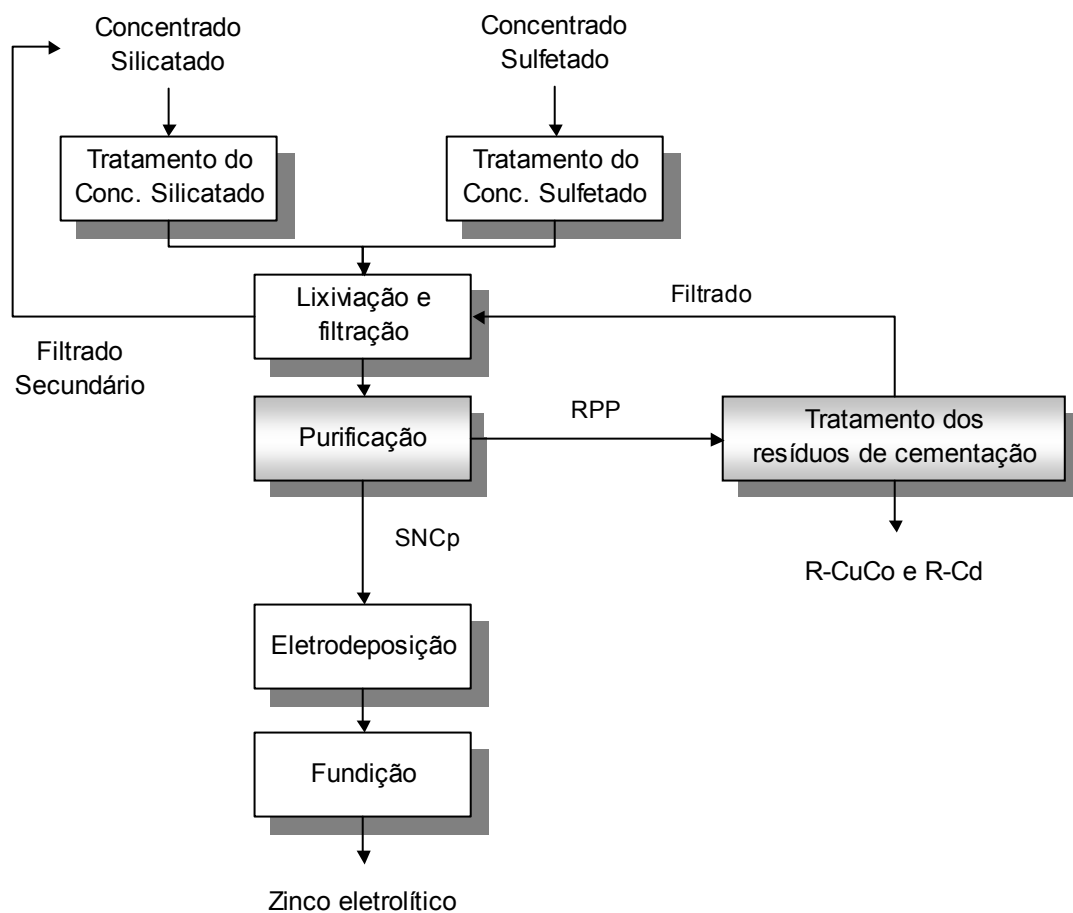 Concentrado
Silicatado
Concentrado
Sulfetado
Tratamento do
Conc. Silicatado
Tratamento do
Conc. Sulfetado
Lixiviação e
filtração
Filtrado
Filtrado
Secundário
Purificação
RPP
Tratamento dos
resíduos de cementação
SNCp
R-CuCo e R-Cd
Eletrodeposição
Fundição
Zinco eletrolítico